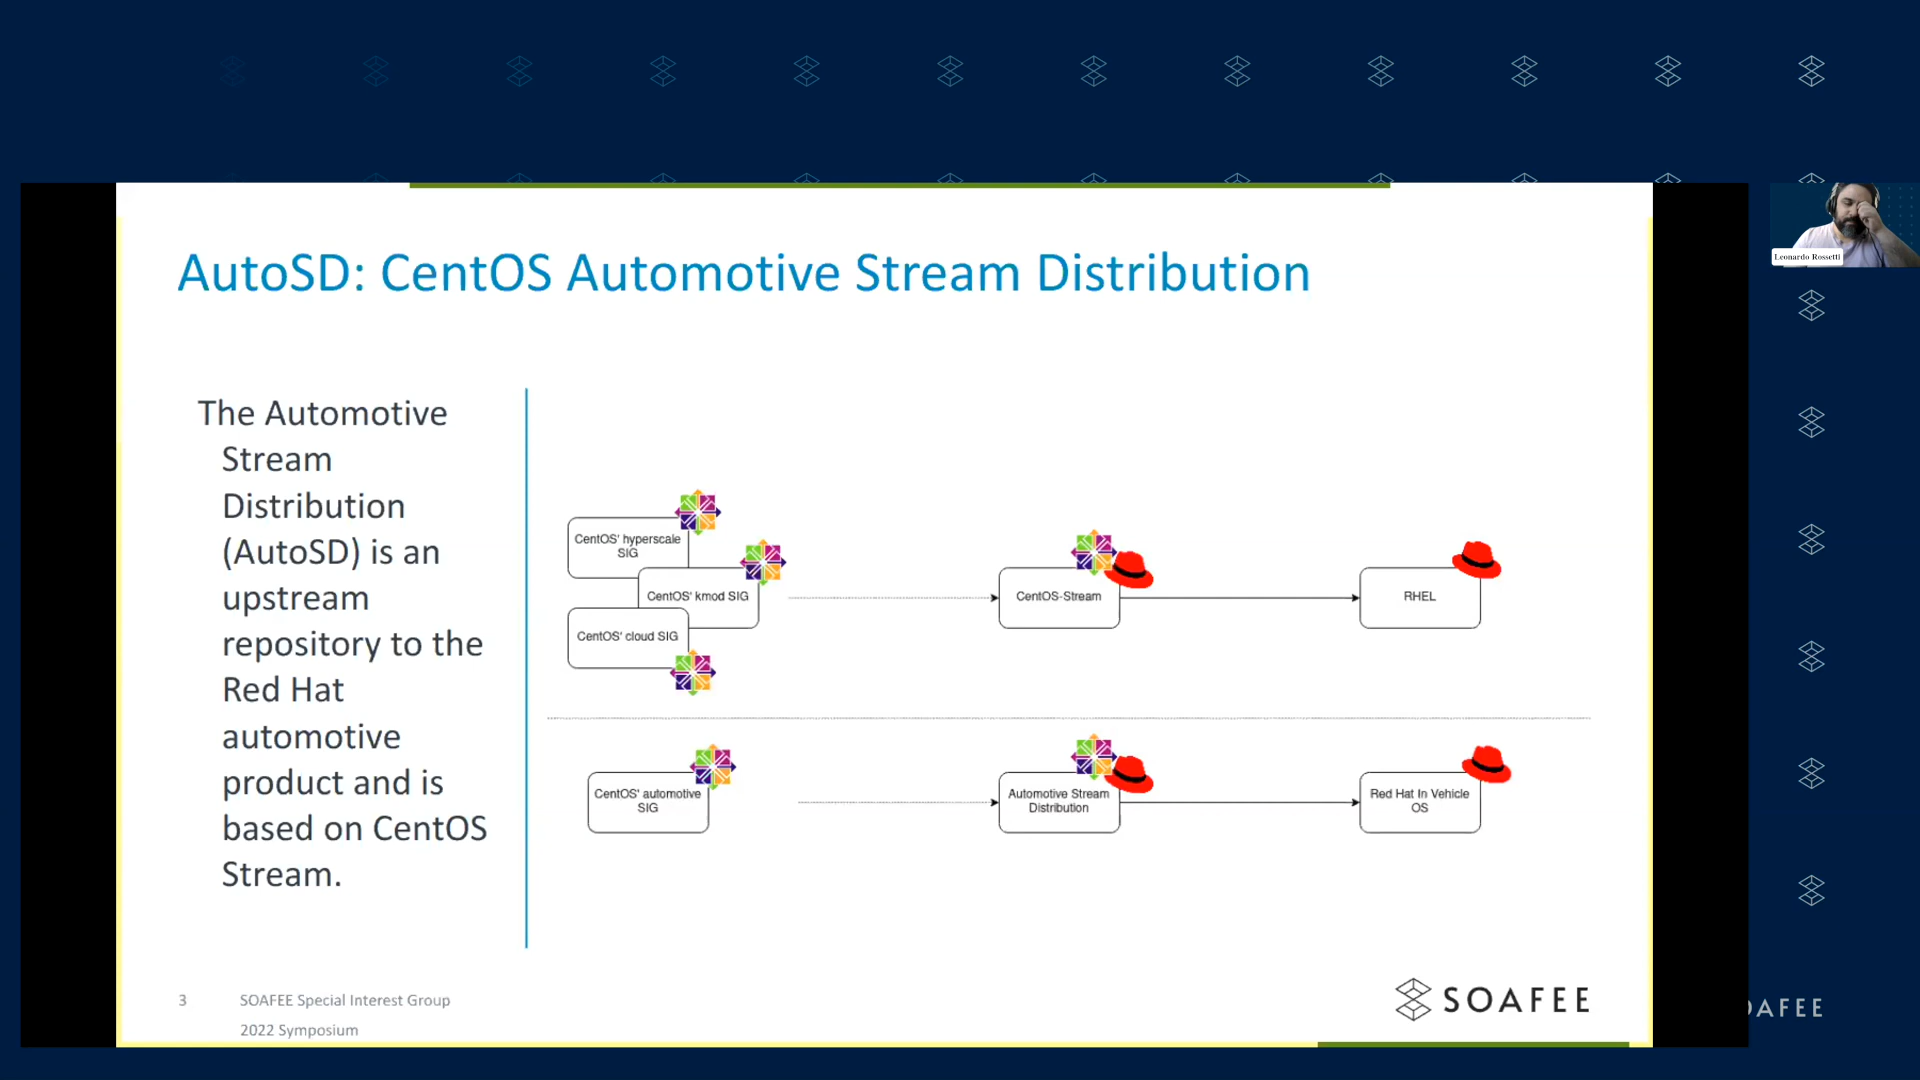 AutoSD: CentOS Automotive Stream Distribution
The Automotive
Stream
Distribution
(AutoSD) is an
upstream
repository to the
Red Hat
automotive
product and is
based on CentOS
Stream.
CentOS' hyperscale
SIG
CentOS' kmod SIG
CentOS' cloud SIG
CentOS-Stream
RHEL
CentOS' automotive
SIG
Automotive Stream
Distribution
Red Hat In Vehicle
OS
3
SOAFEE Special Interest Group
2022 Symposium
SOAFEE
Leonardo Rossetti
OAFEE